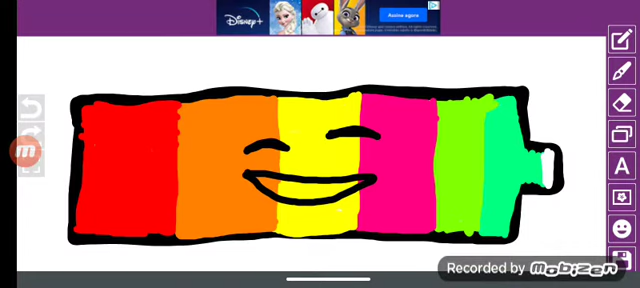 Disney+
Assine agora
A
Recorded by mobizen